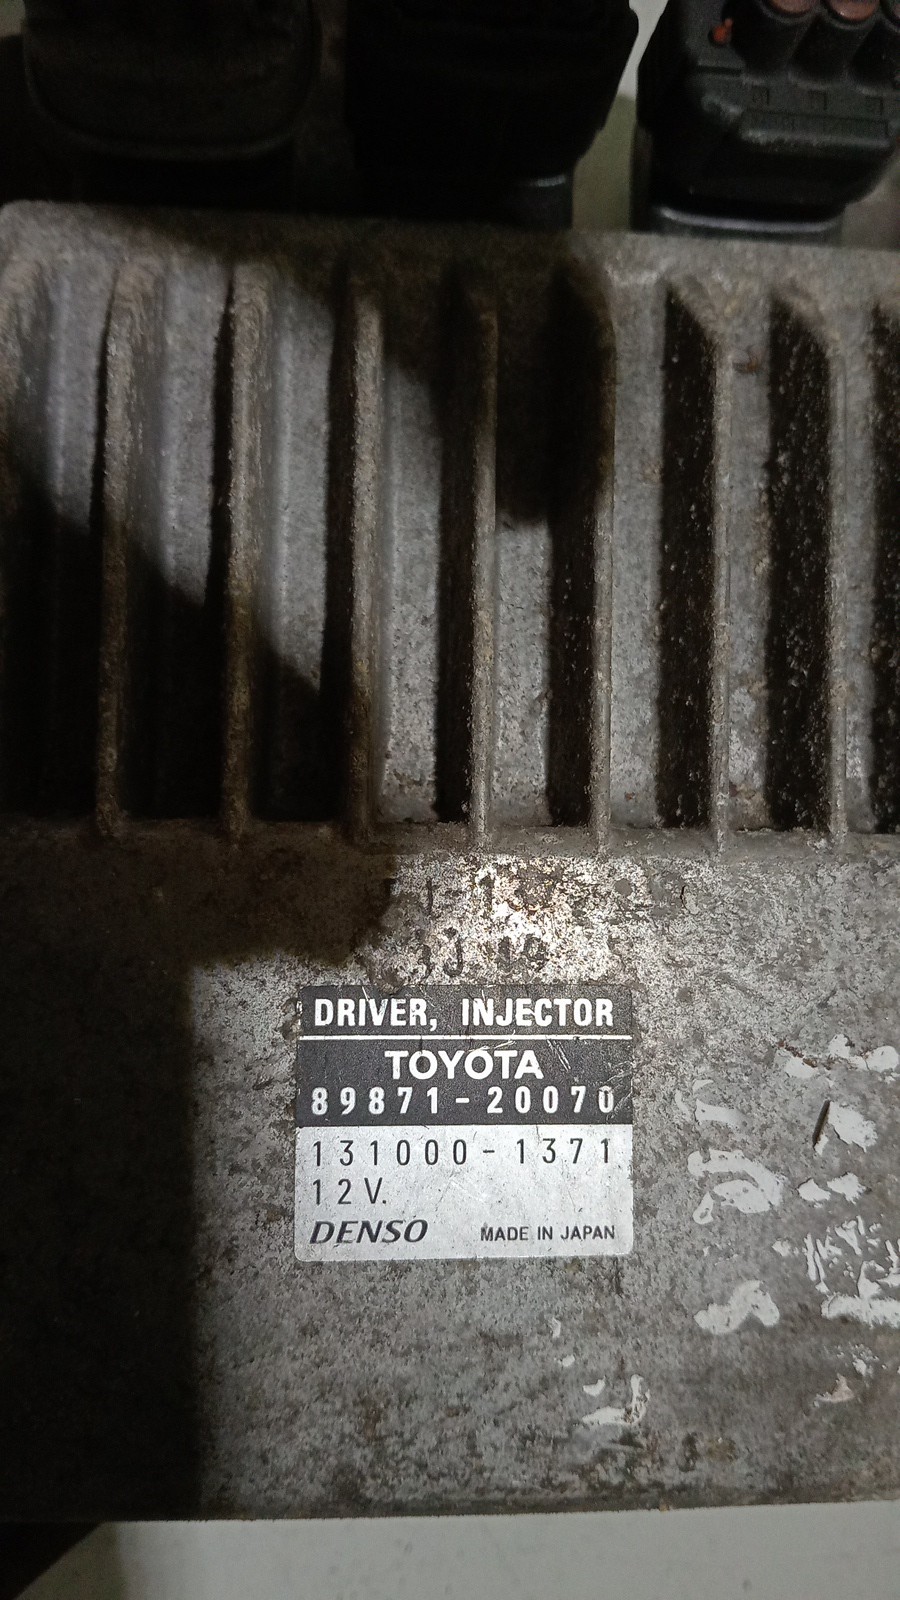 DRIVER, INJECTOR
TOYOTA
89871-20070
131000-1371
12V.
DENSO MADE IN JAPAN